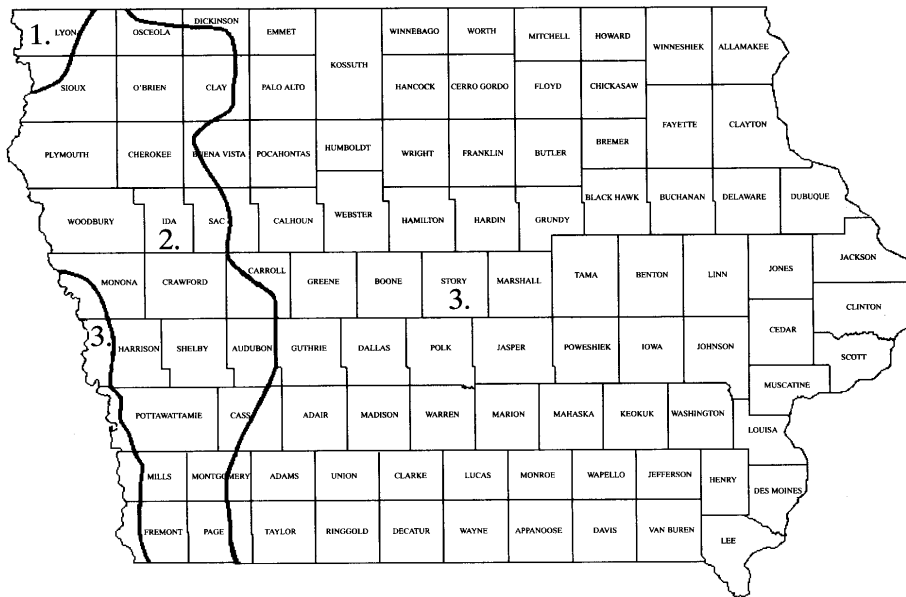 DICKINSON
1. LYON OSCEOLA EMMET WINNEBAGO WORTH MITCHELL HOWARD
WINNESHIEK ALLAMAKEE
KOSSUTH
SIOUX O'BRIEN CLAY PALO ALTO HANCOCK CERRO GORDO FLOYD CHICKASAW
FAYETTE CLAYTON
PLYMOUTH CHEROKEE BUENA VISTA POCAHONTAS HUMBOLDT WRIGHT FRANKLIN BUTLER BREMER
BLACK HAWK BUCHANAN DELAWARE DUBUQUE
WOODBURY IDA SAC CALHOUN WEBSTER HAMILTON HARDIN GRUNDY
2.
JACKSON
MONONA CRAWFORD CARROLL GREENE BOONE STORY MARSHALL TAMA BENTON LINN JONES
3.
CLINTON
3. HARRISON SHELBY AUDUBON GUTHRIE DALLAS POLK JASPER POWESHIEK IOWA JOHNSON CEDAR
SCOTT
MUSCATINE
POTTAWATTAMIE CASS ADAIR MADISON WARREN MARION MAHASKA KEOKUK WASHINGTON
LOUISA
MILLS MONTGOMERY ADAMS UNION CLARKE LUCAS MONROE WAPELLO JEFFERSON HENRY
DES MOINES
FREMONT PAGE TAYLOR RINGGOLD DECATUR WAYNE APPANOOSE DAVIS VAN BUREN
LEE